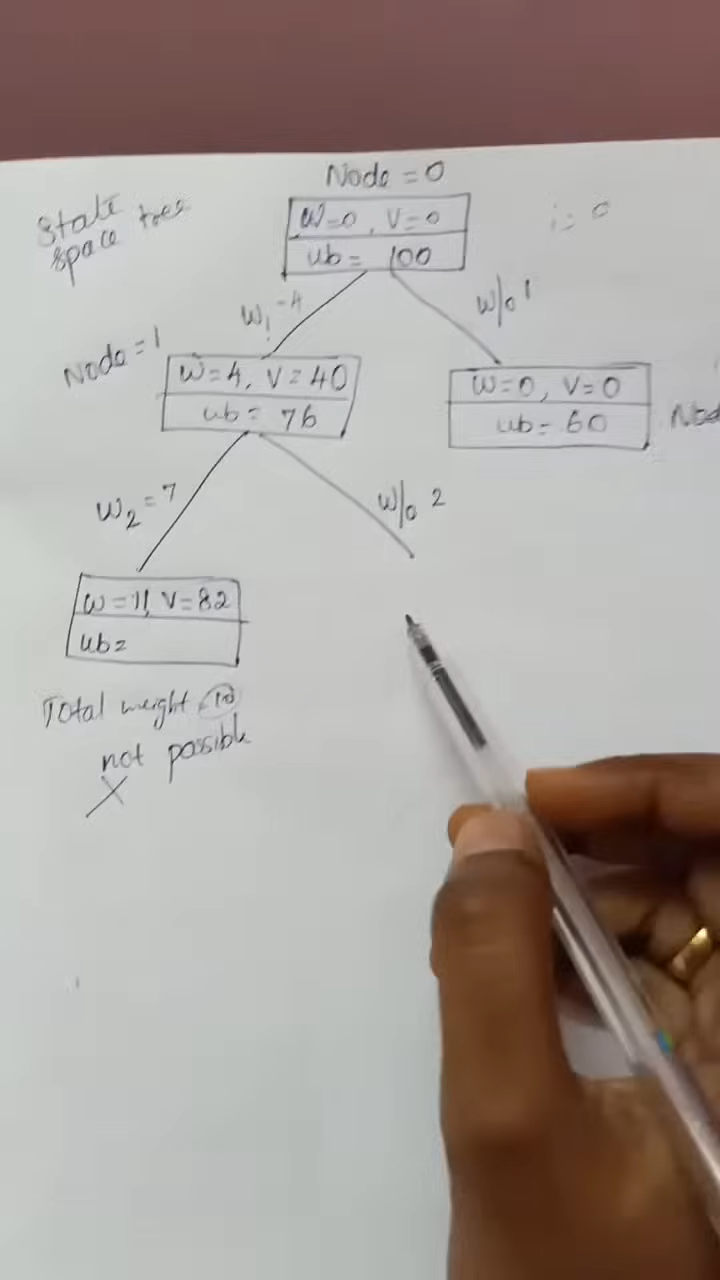 Node = 0
State
space tree
W=0, V=0
i= 0
ub= 100
W1=4
w/o 1
Node = 1
W=4, V=40
W=0, V=0
ub= 76
ub= 60
Nod
W2=7
w/o 2
W=11, V=82
ub=
Total weight 10
not possible
X